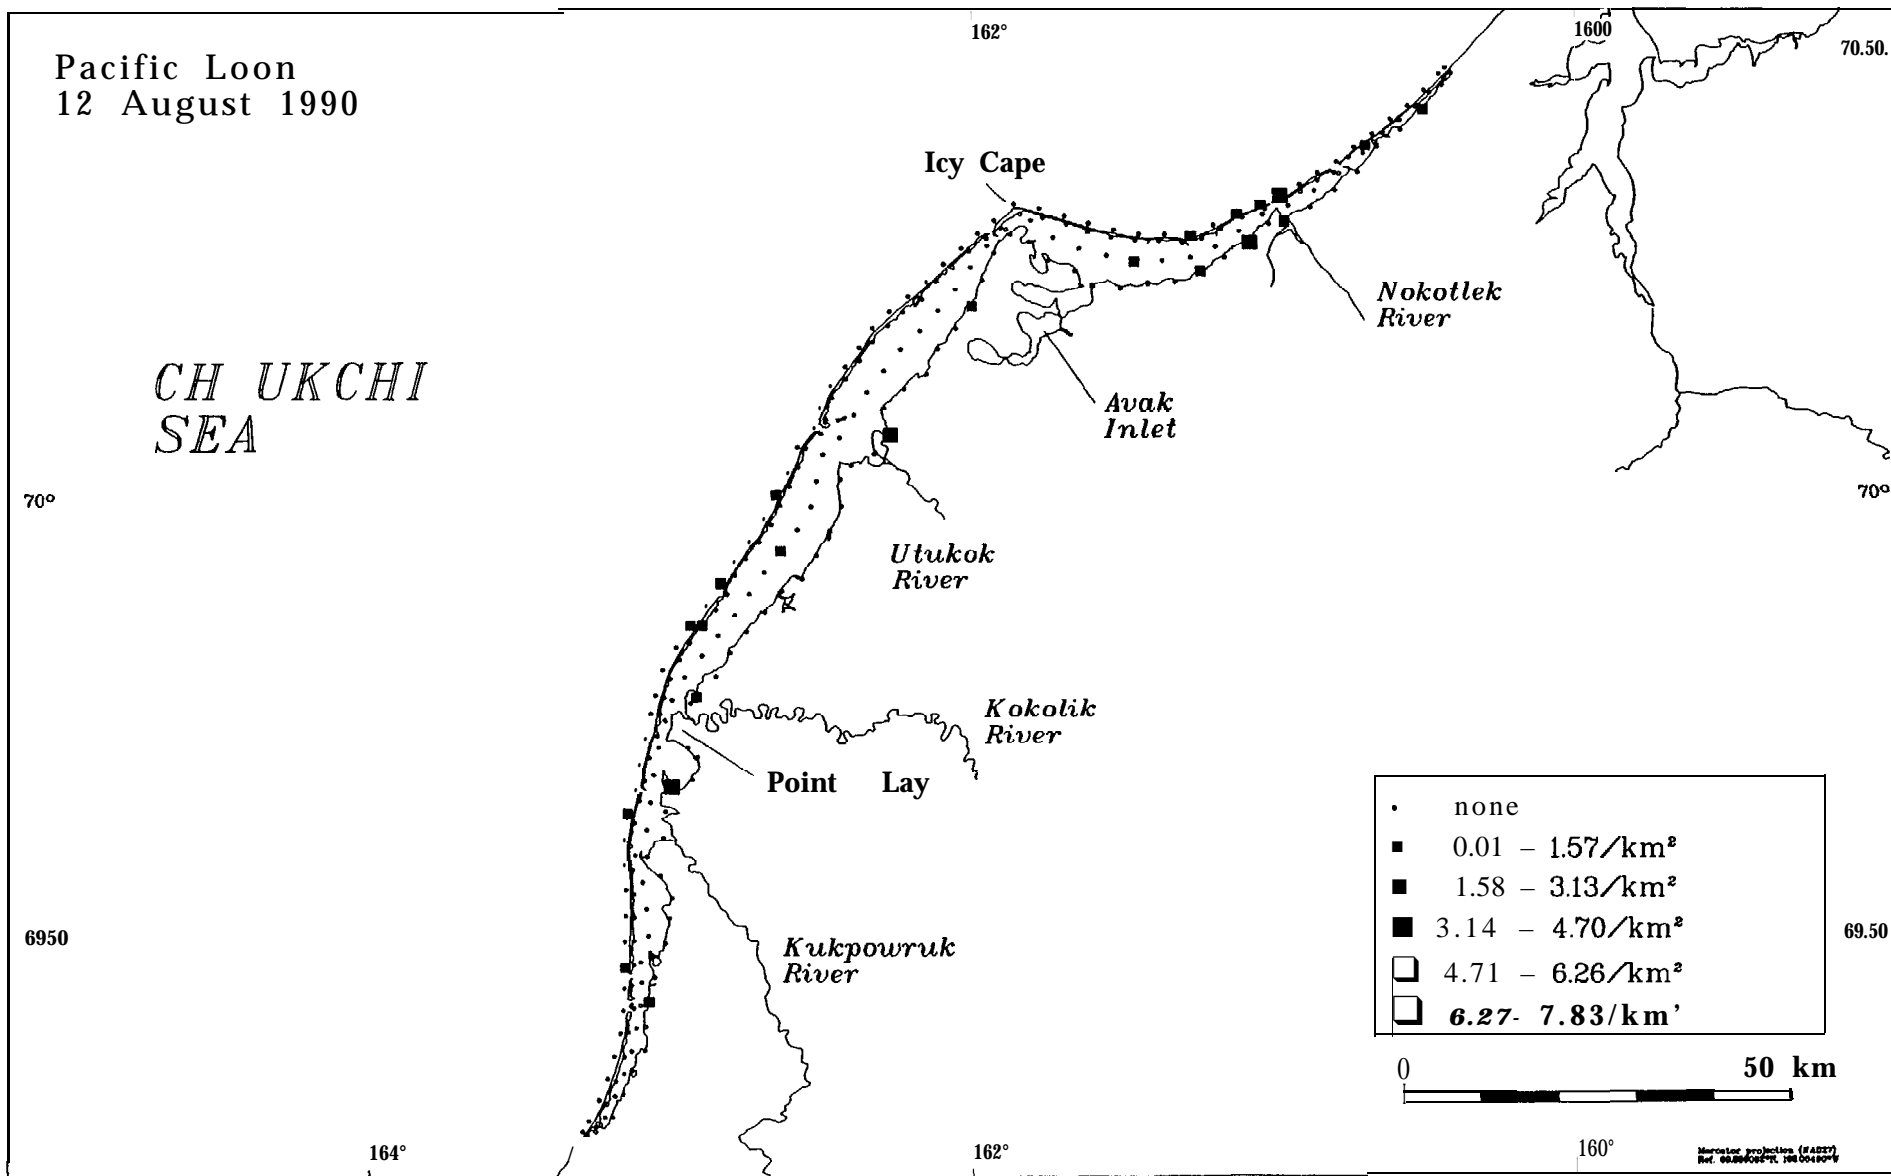 162°
1600
70.50.
Pacific Loon
12 August 1990
Icy Cape
Nokotlek
River
CH UKCHI
SEA
Avak
Inlet
70°
70°
Utukok
River
Kokolik
River
Point Lay
none
0.01 – 1.57/km²
1.58 – 3.13/km²
3.14 – 4.70/km²
4.71 – 6.26/km²
6.27- 7.83/km'
6950
69.50
Kukpowruk
River
0 50 km
164°
162°
160°
Mercator projection (NAD27)